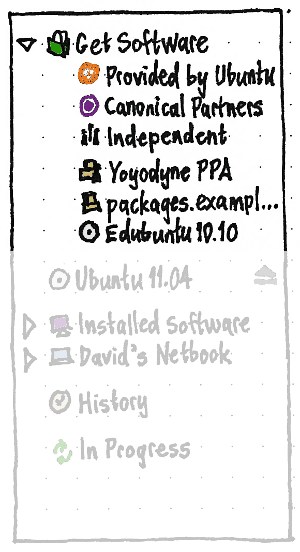 Get Software
Provided by Ubuntu
Canonical Partners
Independent
Yoyodyne PPA
packages.exampl...
Edubuntu 10.10
Ubuntu 11.04
Installed Software
David's Netbook
History
In Progress